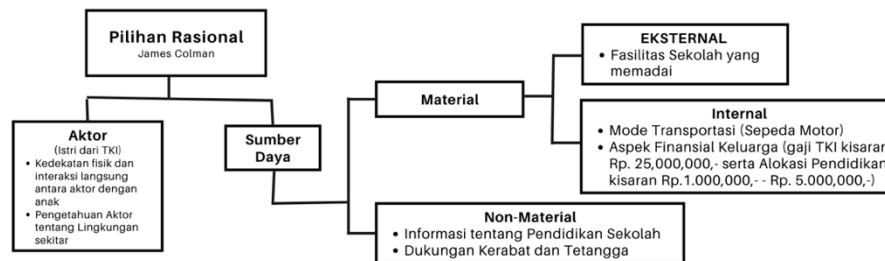 Pilihan Rasional
James Colman
Aktor
(Istri dari TKI)
• Kedekatan fisik dan
interaksi langsung
antara aktor dengan
anak
• Pengetahuan Aktor
tentang Lingkungan
sekitar
Sumber
Daya
Material
EKSTERNAL
• Fasilitas Sekolah yang
memadai
Internal
• Mode Transportasi (Sepeda Motor)
• Aspek Finansial Keluarga (gaji TKI kisaran
Rp. 25,000,000,- serta Alokasi Pendidikan
kisaran Rp.1.000,000,- - Rp. 5.000,000,-)
Non-Material
• Informasi tentang Pendidikan Sekolah
• Dukungan Kerabat dan Tetangga